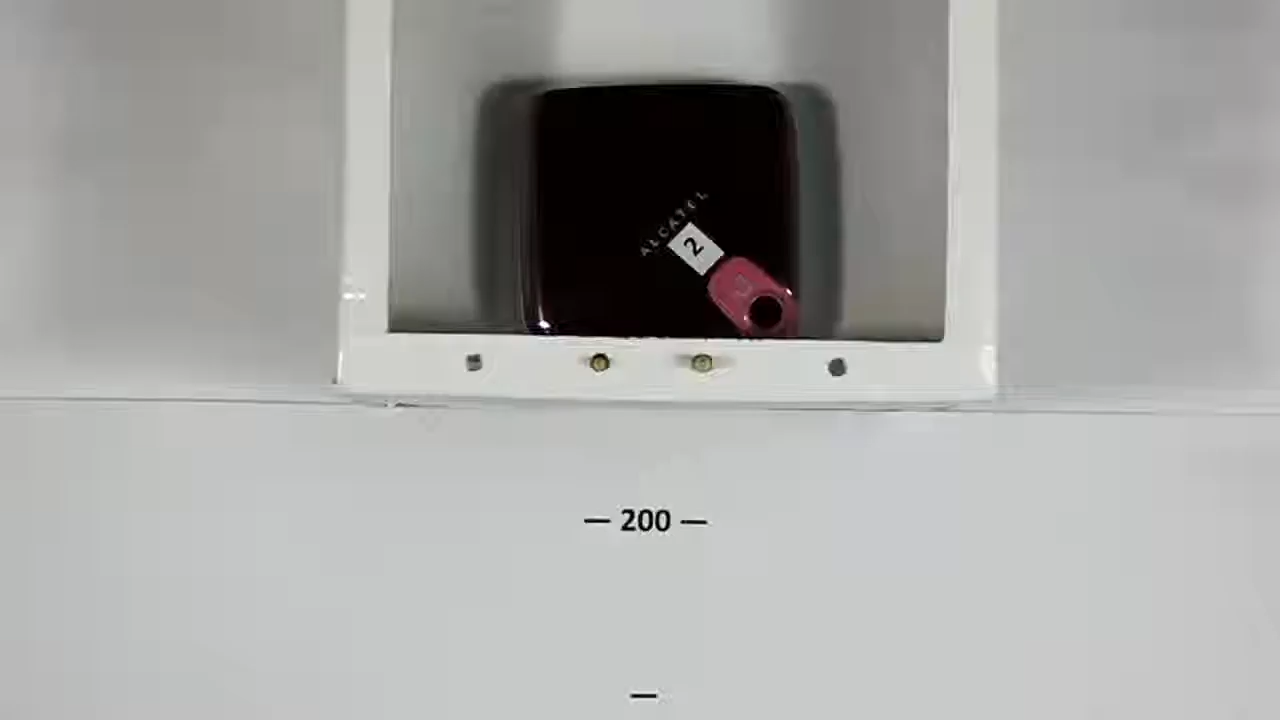 ALCATEL
2
— 200 —